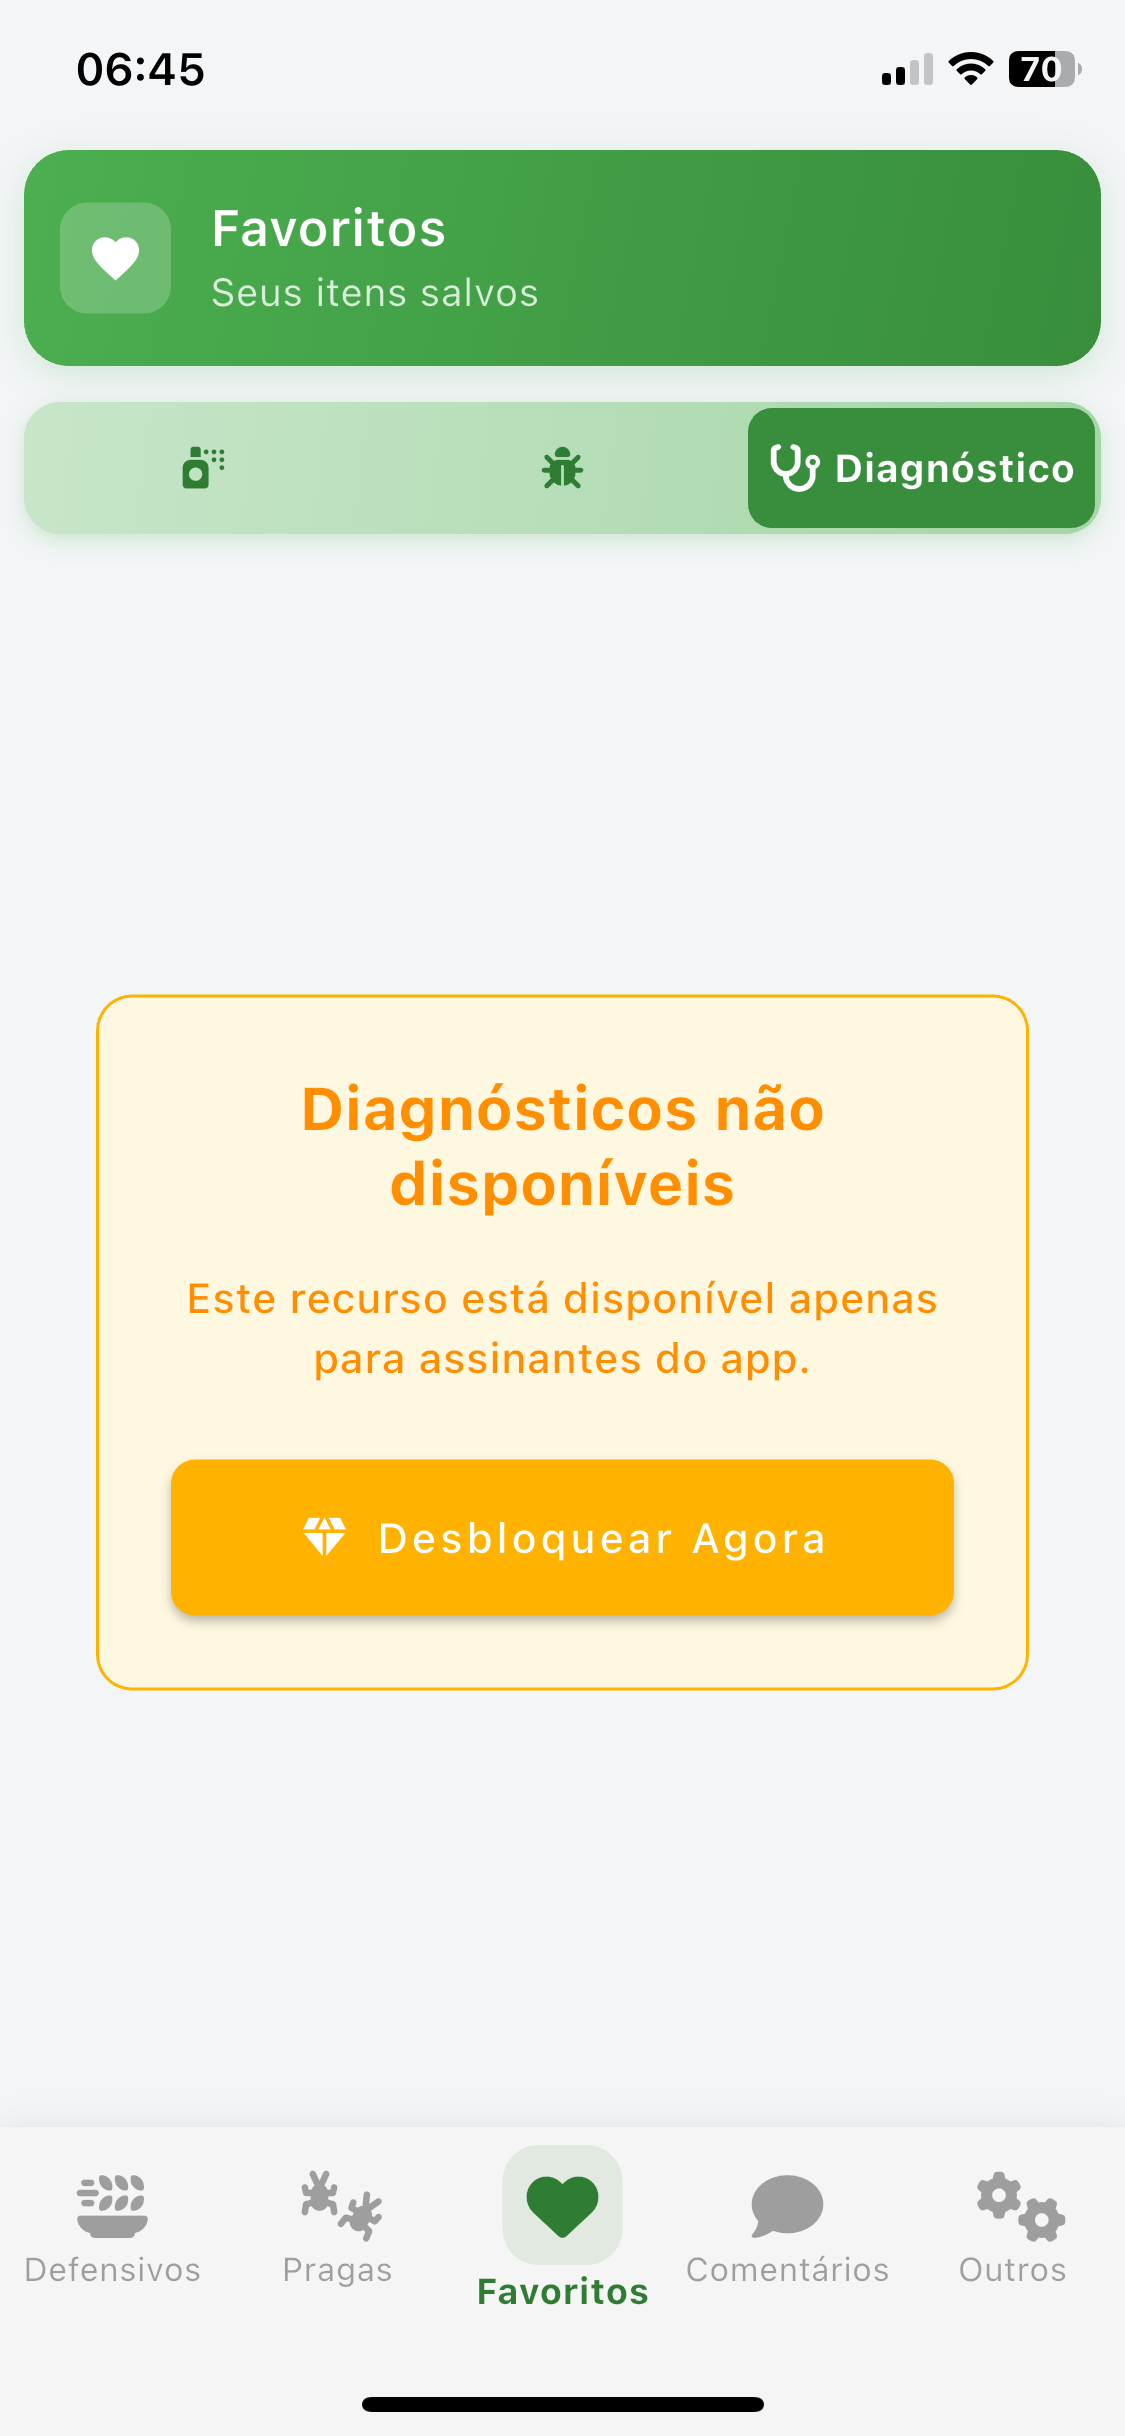 06:45
70
Favoritos
Seus itens salvos
Diagnóstico
Diagnósticos não
disponíveis
Este recurso está disponível apenas
para assinantes do app.
Desbloquear Agora
Defensivos
Pragas
Favoritos
Comentários
Outros